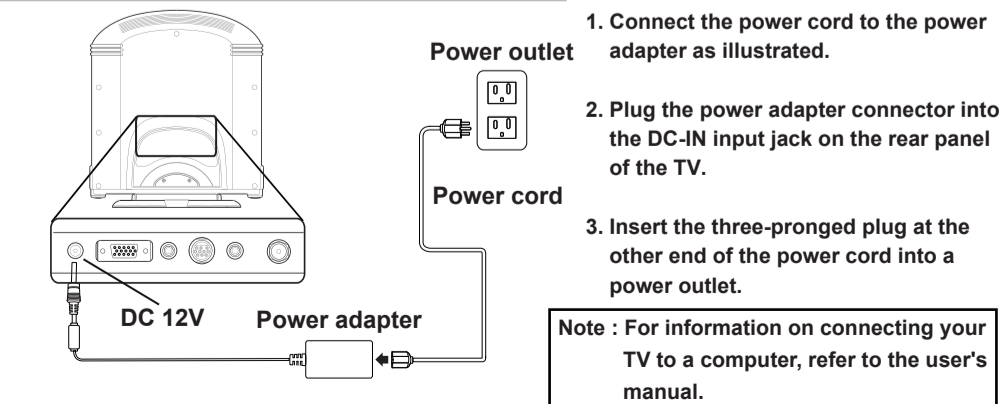 Power outlet
Power cord
DC 12V
Power adapter
1. Connect the power cord to the power
adapter as illustrated.
2. Plug the power adapter connector into
the DC-IN input jack on the rear panel
of the TV.
3. Insert the three-pronged plug at the
other end of the power cord into a
power outlet.
Note : For information on connecting your
TV to a computer, refer to the user's
manual.